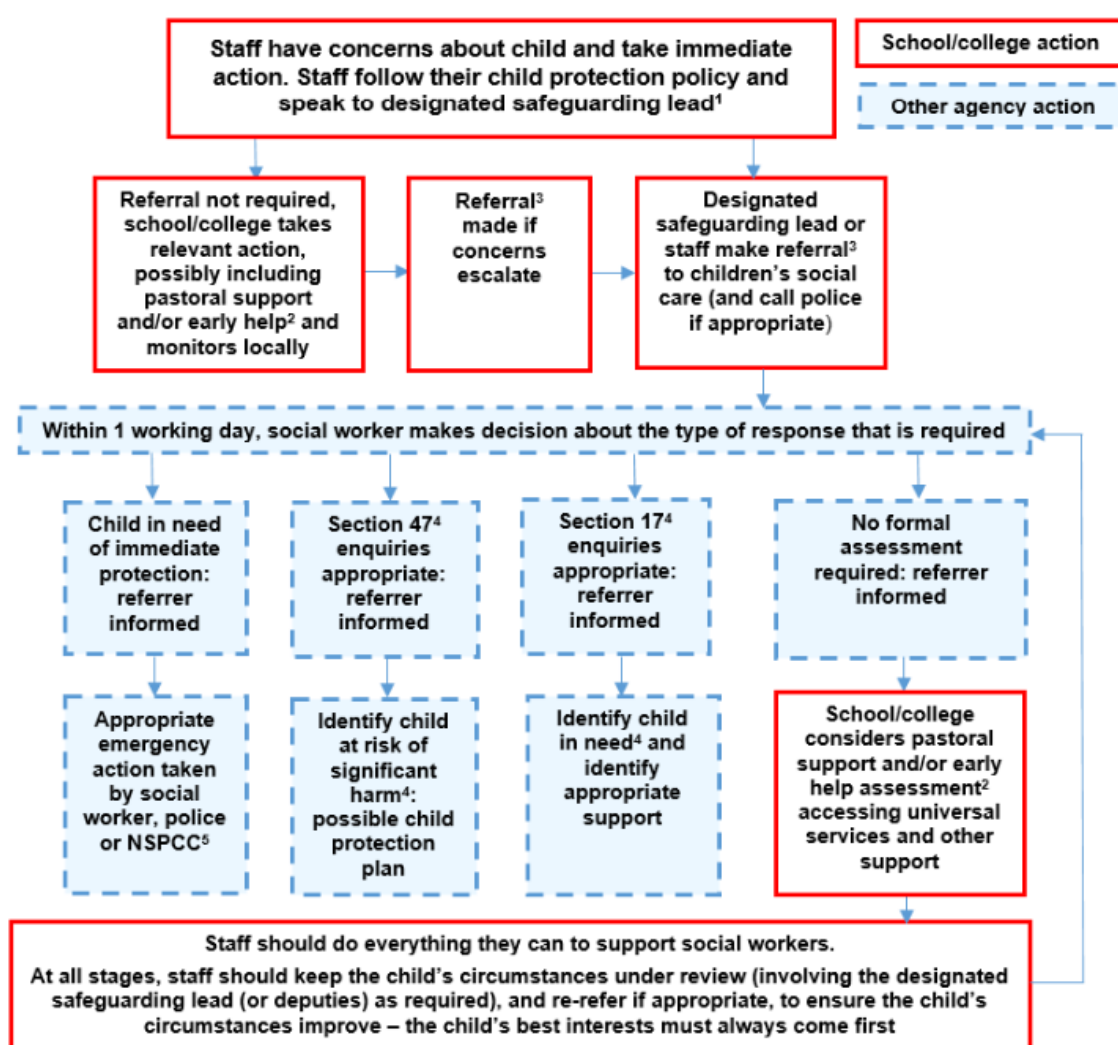 Staff have concerns about child and take immediate
action. Staff follow their child protection policy and
speak to designated safeguarding lead¹
School/college action
Other agency action
Referral not required,
school/college takes
relevant action,
possibly including
pastoral support
and/or early help² and
monitors locally
Referral³
made if
concerns
escalate
Designated
safeguarding lead or
staff make referral³
to children's social
care (and call police
if appropriate)
Within 1 working day, social worker makes decision about the type of response that is required
Child in need
of immediate
protection:
referrer
informed
Section 47⁴
enquiries
appropriate:
referrer
informed
Section 17⁴
enquiries
appropriate:
referrer
informed
No formal
assessment
required: referrer
informed
Appropriate
emergency
action taken
by social
worker, police
or NSPCC⁵
Identify child
at risk of
significant
harm⁴:
possible child
protection
plan
Identify child
in need⁴ and
identify
appropriate
support
School/college
considers pastoral
support and/or early
help assessment²
accessing universal
services and other
support
Staff should do everything they can to support social workers.
At all stages, staff should keep the child's circumstances under review (involving the designated
safeguarding lead (or deputies) as required), and re-refer if appropriate, to ensure the child's
circumstances improve – the child's best interests must always come first